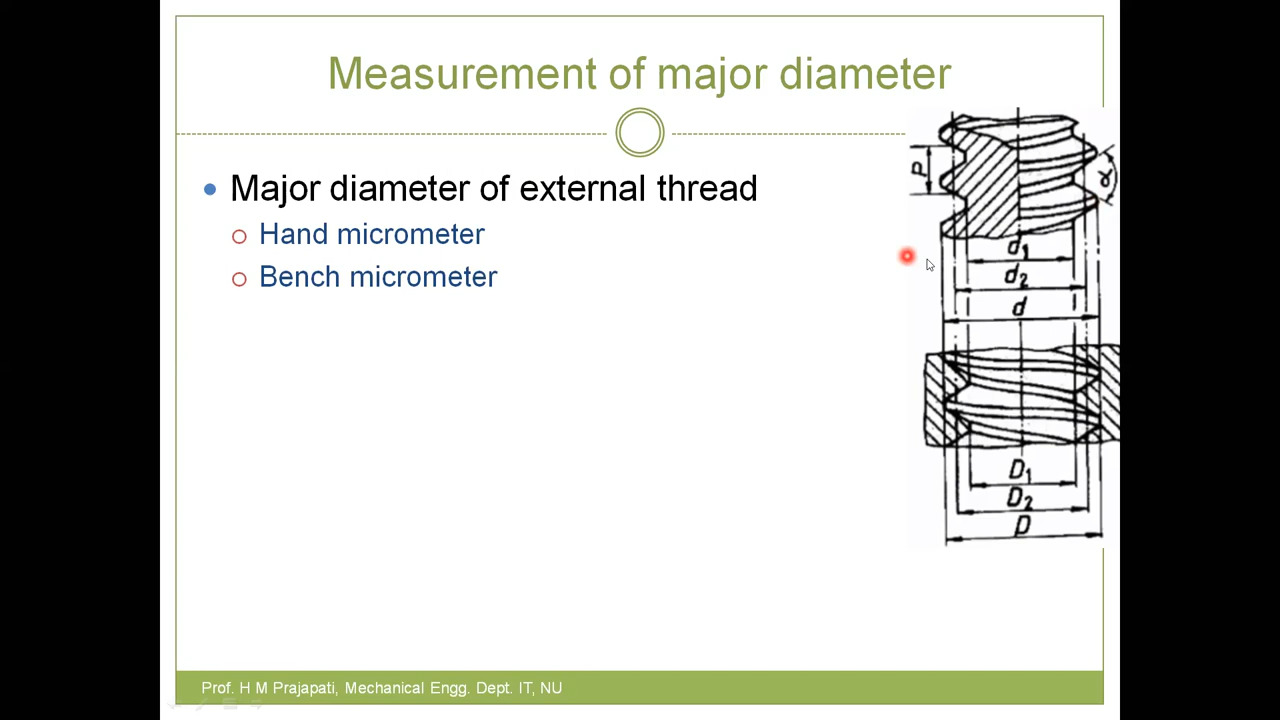 Measurement of major diameter
Major diameter of external thread
Hand micrometer
Bench micrometer
P
α
d1
d2
d
D1
D2
D
Prof. H M Prajapati, Mechanical Engg. Dept. IT, NU